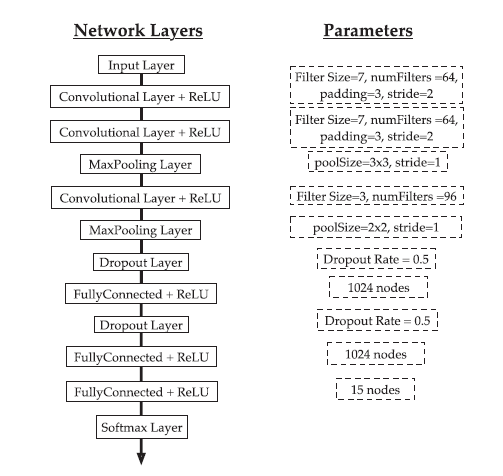 Network Layers
Parameters
Input Layer
Convolutional Layer + ReLU
Filter Size=7, numFilters =64,
padding=3, stride=2
Convolutional Layer + ReLU
Filter Size=7, numFilters =64,
padding=3, stride=2
MaxPooling Layer
poolSize=3x3, stride=1
Convolutional Layer + ReLU
Filter Size=3, numFilters =96
MaxPooling Layer
poolSize=2x2, stride=1
Dropout Layer
Dropout Rate = 0.5
FullyConnected + ReLU
1024 nodes
Dropout Layer
Dropout Rate = 0.5
FullyConnected + ReLU
1024 nodes
FullyConnected + ReLU
15 nodes
Softmax Layer